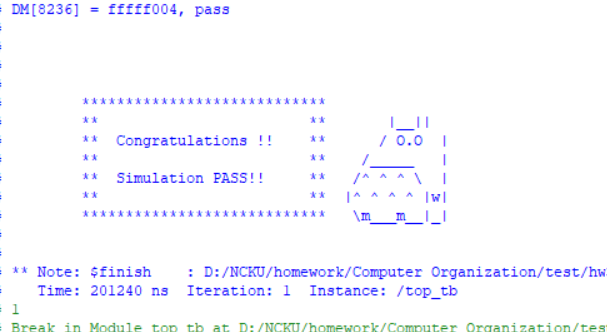 # DM[8236] = fffff004, pass
#
#
#
#
#        ****************************
#        **                        **       |__||
#        **  Congratulations !!    **      / O.O  |
#        **                        **    /_____   |
#        **  Simulation PASS!!     **   /^ ^ ^ \  |
#        **                        **  |^ ^ ^ ^ |w|
#        ****************************   \m___m__|_|
#
#
# ** Note: $finish    : D:/NCKU/homework/Computer Organization/test/hw
#    Time: 201240 ns  Iteration: 1  Instance: /top_tb
# 1
# Break in Module top_tb at D:/NCKU/homework/Computer Organization/tes